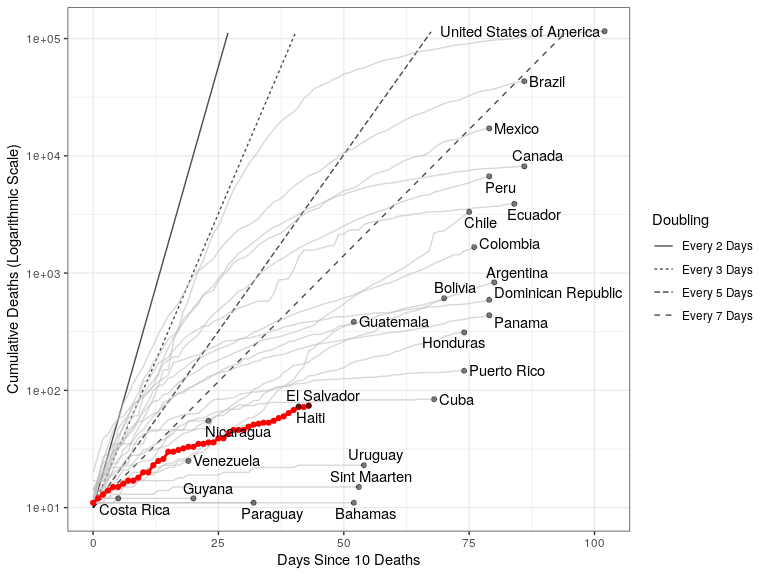 1e+05
1e+04
1e+03
1e+02
1e+01
Cumulative Deaths (Logarithmic Scale)
United States of America
Brazil
Mexico
Canada
Peru
Ecuador
Chile
Colombia
Argentina
Bolivia
Dominican Republic
Guatemala
Panama
Honduras
Puerto Rico
El Salvador
Cuba
Haiti
Nicaragua
Uruguay
Venezuela
Sint Maarten
Guyana
Costa Rica
Paraguay
Bahamas
0
25
50
75
100
Days Since 10 Deaths
Doubling
Every 2 Days
Every 3 Days
Every 5 Days
Every 7 Days